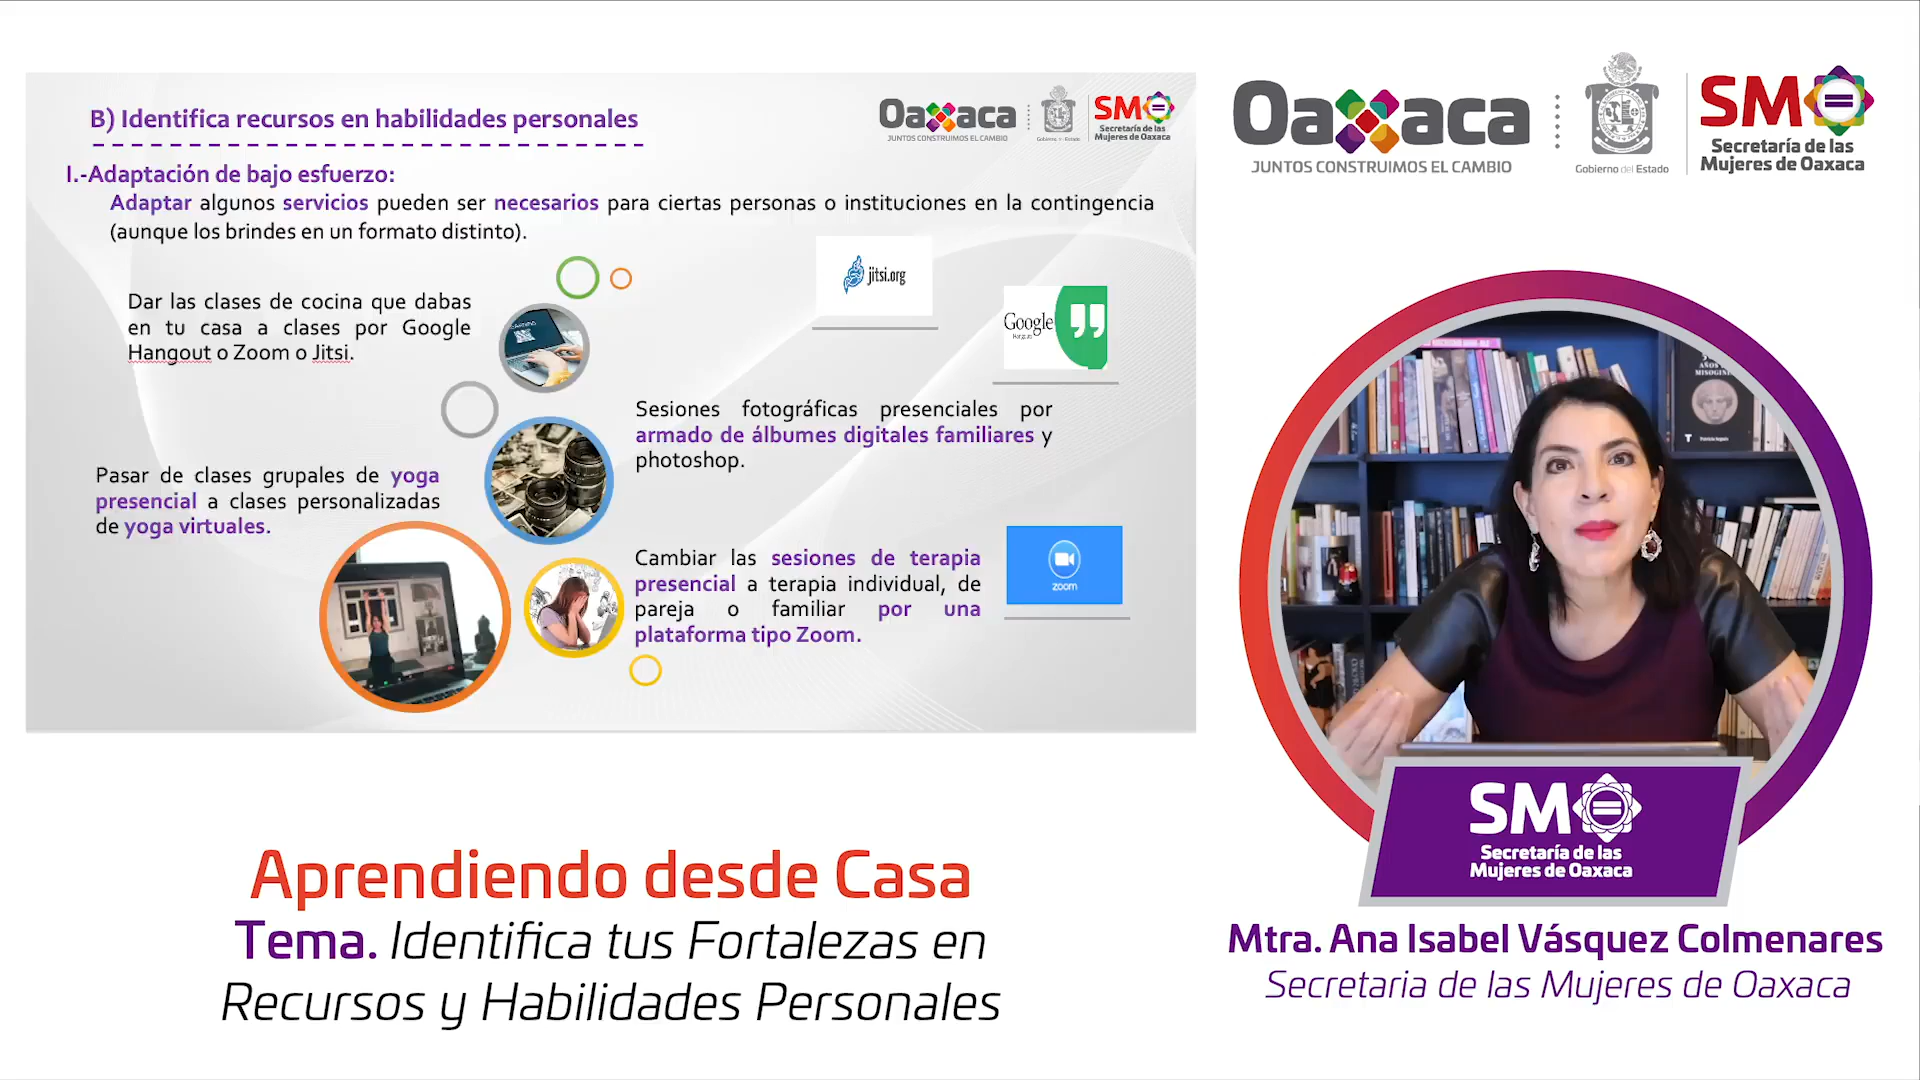 B) Identifica recursos en habilidades personales
Oaxaca
JUNTOS CONSTRUIMOS EL CAMBIO
Gobierno del Estado
SM
Secretaría de las
Mujeres de Oaxaca
I.-Adaptación de bajo esfuerzo:
Adaptar algunos servicios pueden ser necesarios para ciertas personas o instituciones en la contingencia
(aunque los brindes en un formato distinto).
jitsi.org
Dar las clases de cocina que dabas
en tu casa a clases por Google
Hangout o Zoom o Jitsi.
Google
Sesiones fotográficas presenciales por
armado de álbumes digitales familiares y
photoshop.
Pasar de clases grupales de yoga
presencial a clases personalizadas
de yoga virtuales.
Cambiar las sesiones de terapia
presencial a terapia individual, de
pareja o familiar por una
plataforma tipo Zoom.
zoom
Oaxaca
JUNTOS CONSTRUIMOS EL CAMBIO
Gobierno del Estado
SM
Secretaría de las
Mujeres de Oaxaca
AÑOS
MISOGINIA
SM
Secretaría de las
Mujeres de Oaxaca
Aprendiendo desde Casa
Tema. Identifica tus Fortalezas en
Recursos y Habilidades Personales
Mtra. Ana Isabel Vásquez Colmenares
Secretaria de las Mujeres de Oaxaca